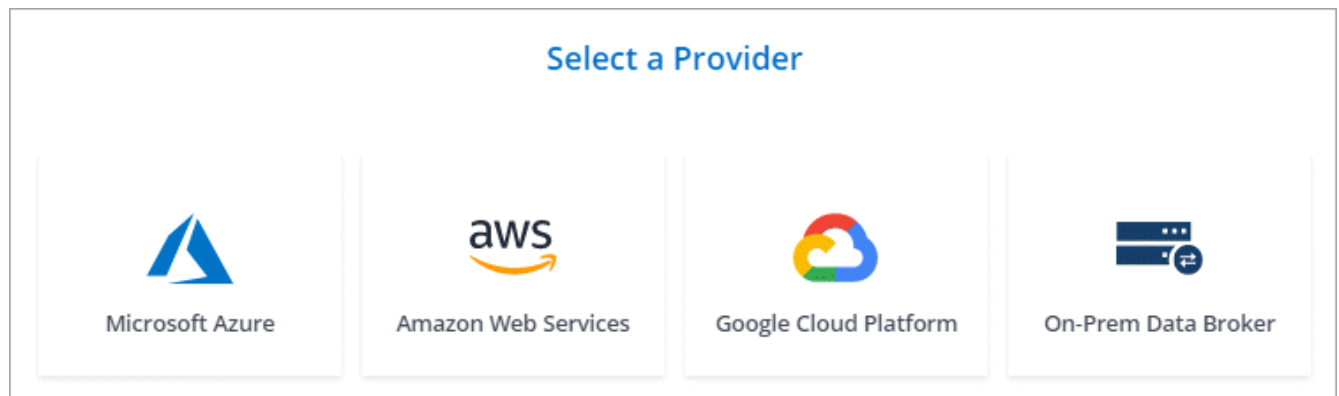 Select a Provider
aws
Microsoft Azure
Amazon Web Services
Google Cloud Platform
On-Prem Data Broker